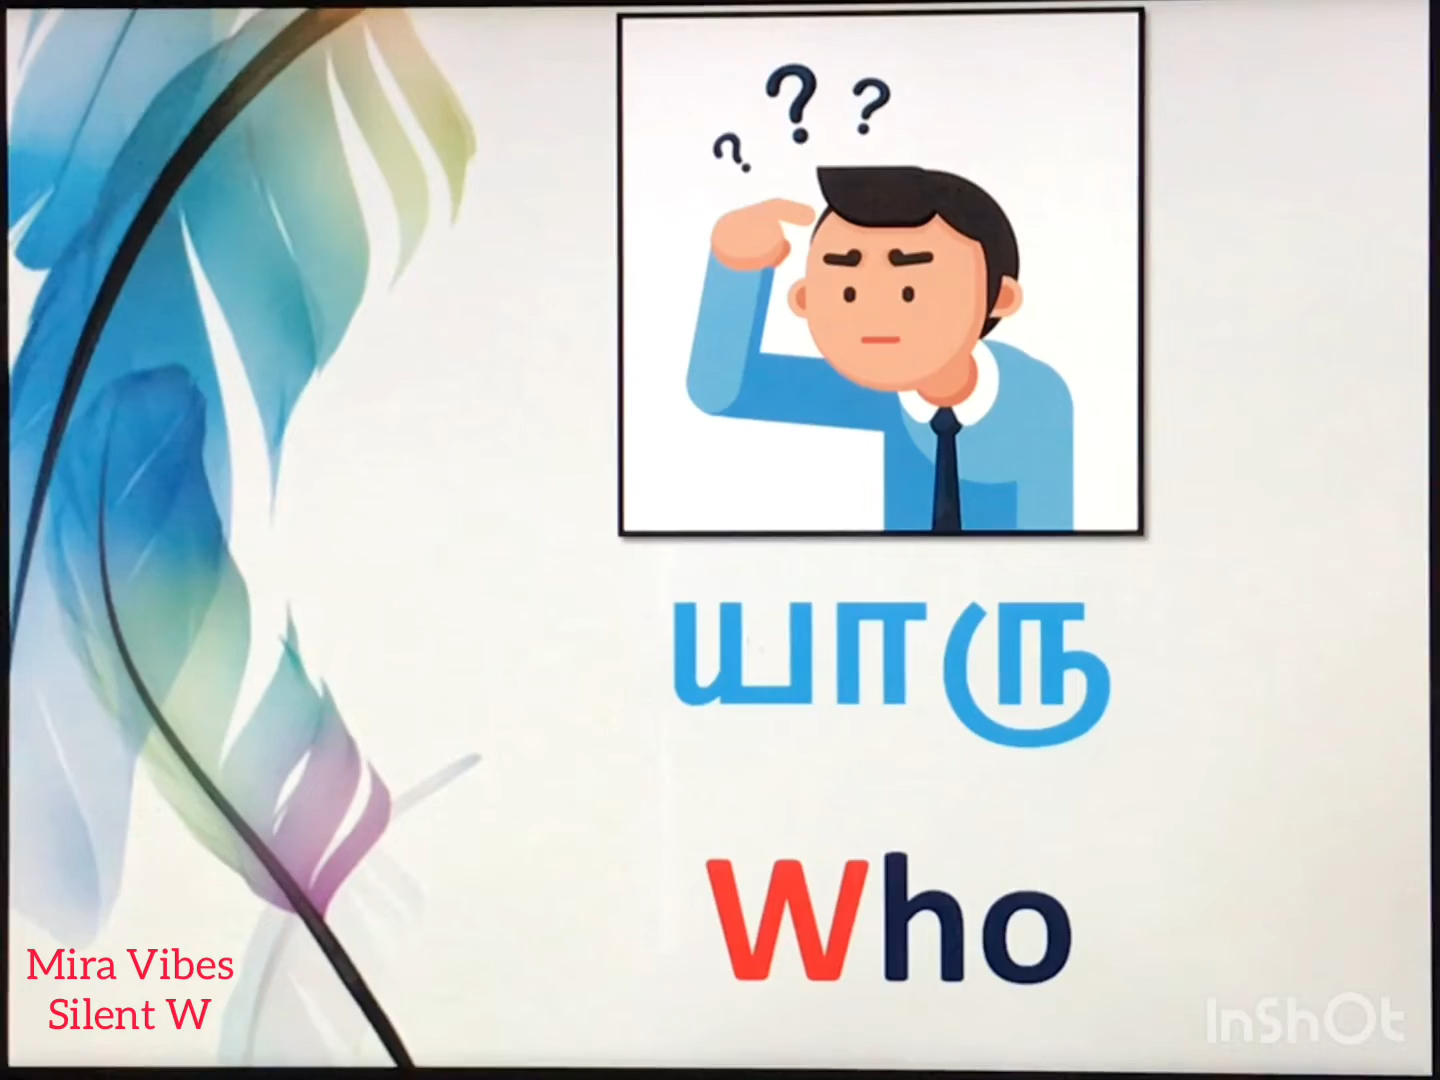 ? ? ?
யாரு
Who
Mira Vibes
Silent W
InShOt